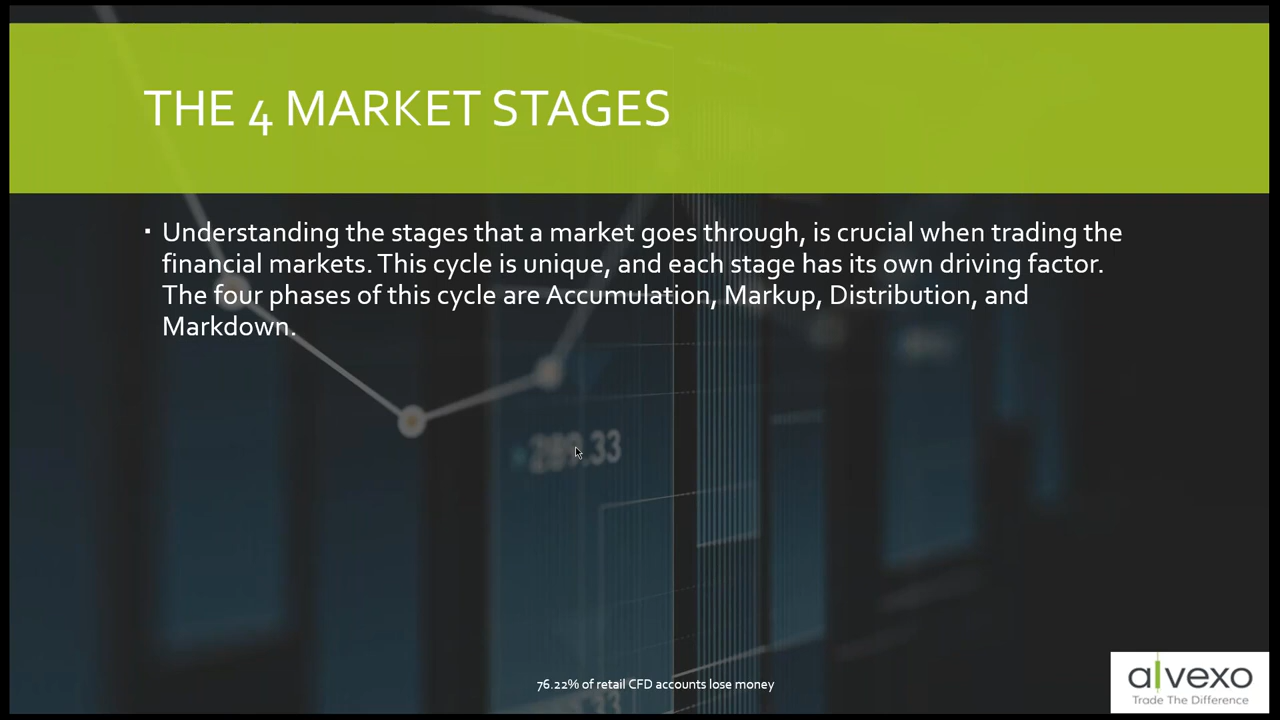 THE 4 MARKET STAGES
▪ Understanding the stages that a market goes through, is crucial when trading the
financial markets. This cycle is unique, and each stage has its own driving factor.
The four phases of this cycle are Accumulation, Markup, Distribution, and
Markdown.
76.22% of retail CFD accounts lose money
alvexo
Trade The Difference